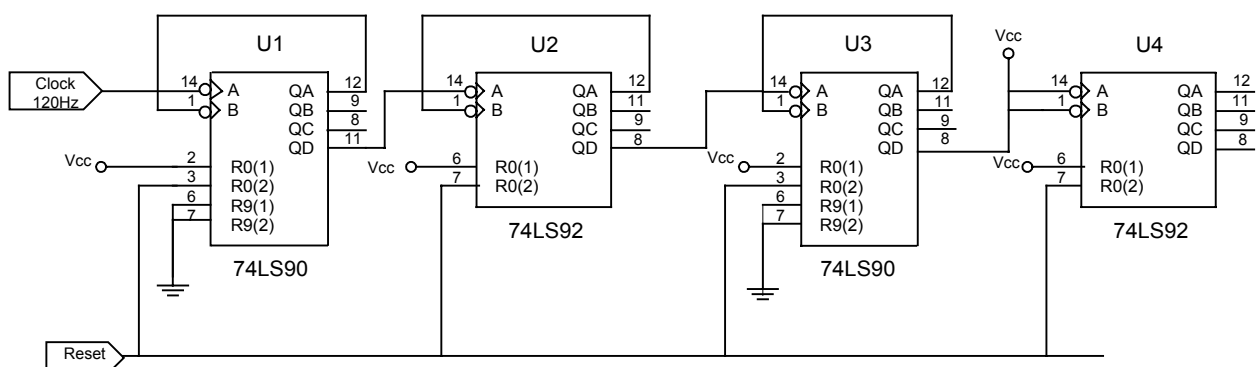 U1
U2
U3
U4
Vcc
Clock
120Hz
14
1
A
B
QA
QB
QC
QD
12
9
8
11
Vcc
2
3
6
7
R0(1)
R0(2)
R9(1)
R9(2)
74LS90
14
1
A
B
QA
QB
QC
QD
12
11
9
8
Vcc
6
7
R0(1)
R0(2)
74LS92
14
1
A
B
QA
QB
QC
QD
12
11
9
8
Vcc
2
3
6
7
R0(1)
R0(2)
R9(1)
R9(2)
74LS90
14
1
A
B
QA
QB
QC
QD
12
11
9
8
Vcc
6
7
R0(1)
R0(2)
74LS92
Reset